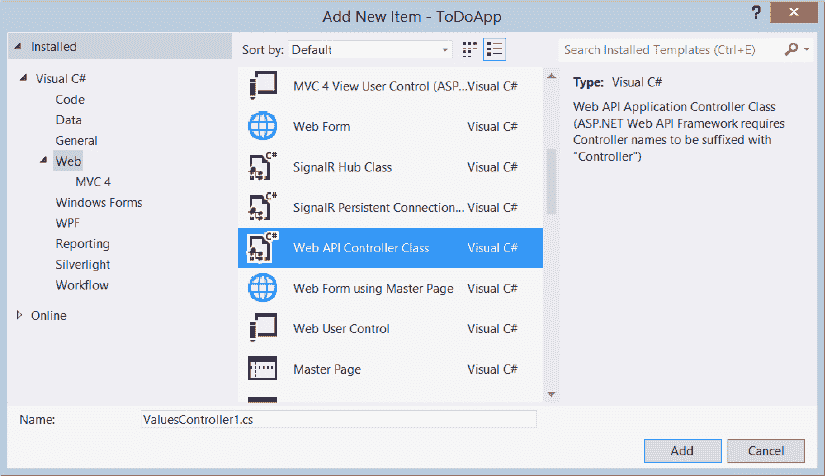 Add New Item - ToDoApp
?
Installed
Sort by: Default
Search Installed Templates (Ctrl+E)
Visual C#
Code
Data
General
Web
MVC 4
Windows Forms
WPF
Reporting
Silverlight
Workflow
Online
MVC 4 View User Control (ASP...Visual C#
Web Form Visual C#
C#
SignalR Hub Class Visual C#
C#
SignalR Persistent Connection... Visual C#
C#
Web API Controller Class Visual C#
Web Form using Master Page Visual C#
Web User Control Visual C#
Master Page Visual C#
Type: Visual C#
Web API Application Controller Class
(ASP.NET Web API Framework requires
Controller names to be suffixed with
"Controller")
Name: ValuesController1.cs
Add Cancel